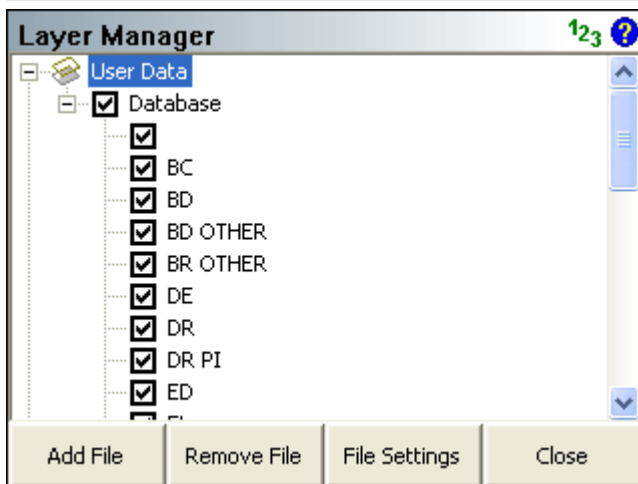 Layer Manager 123 ?
User Data
Database
BC
BD
BD OTHER
BR OTHER
DE
DR
DR PI
ED
Add File Remove File File Settings Close